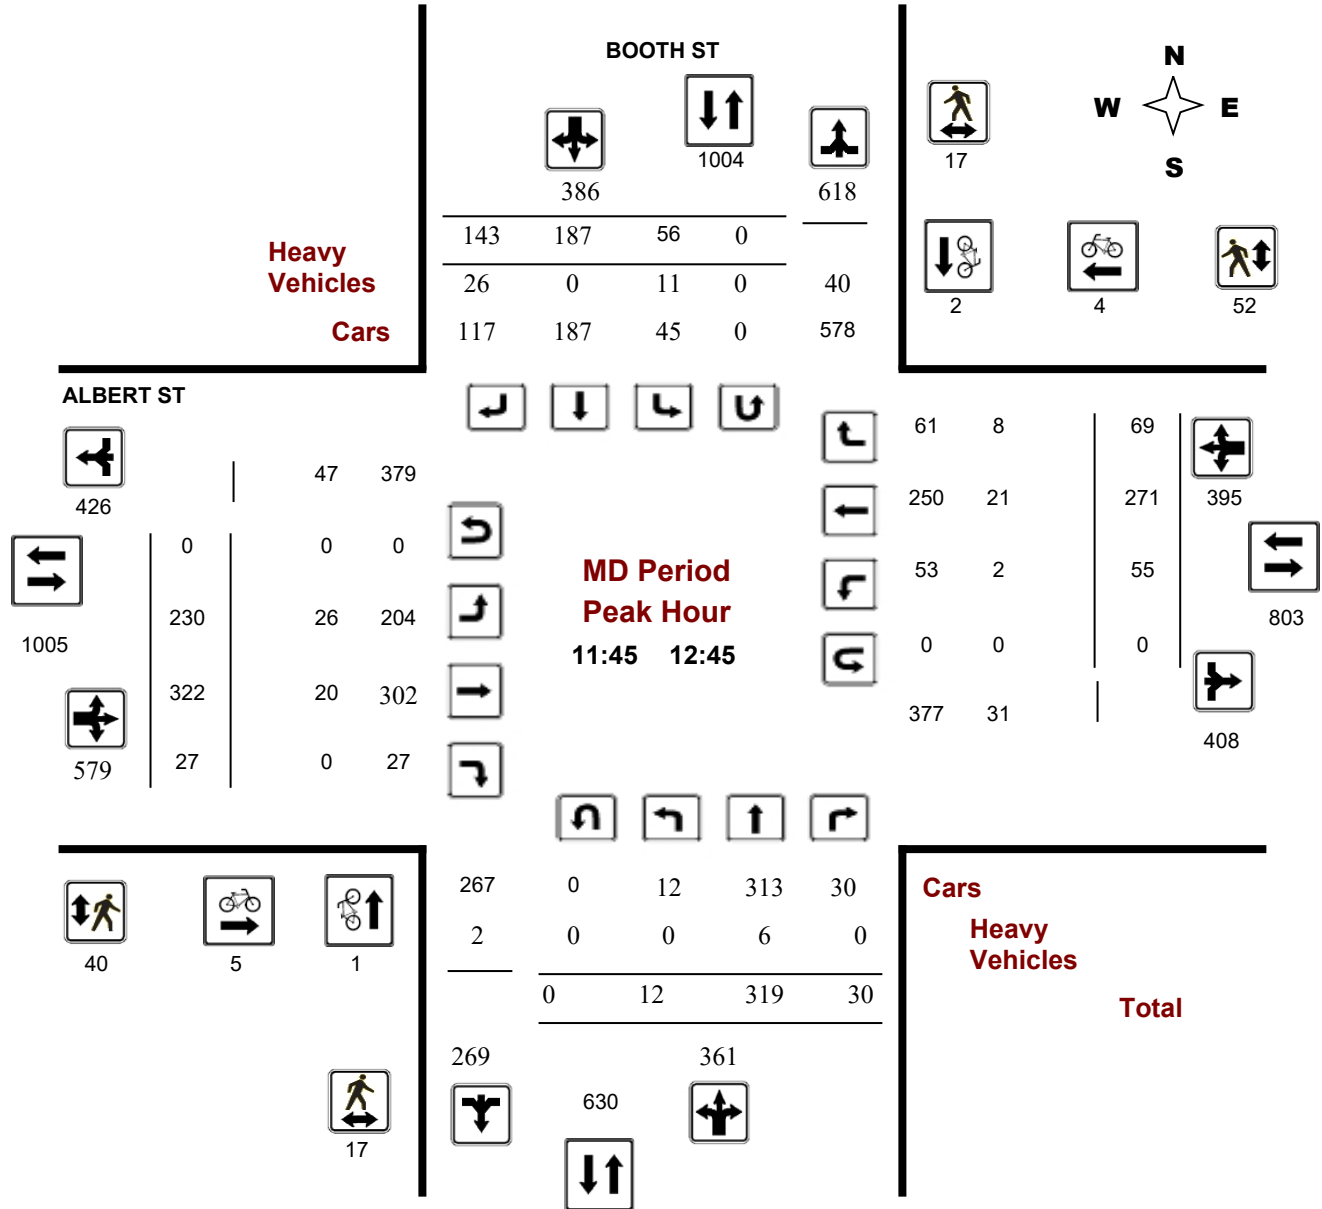 BOOTH ST
N
W E
S
1004
17
386 618
143 187 56 0
Heavy
Vehicles
26 0 11 0 40
2 4 52
Cars
117 187 45 0 578
ALBERT ST
61 8 69
47 379
426
250 21 271 395
0 0 0
MD Period
53 2 55
Peak Hour
230 26 204
803
1005
11:45 12:45
0 0 0
322 20 302
377 31
408
579 27 0 27
267 0 12 313 30
Cars
2 0 0 6 0
Heavy
Vehicles
40 5 1
0 12 319 30
Total
269 361
630
17